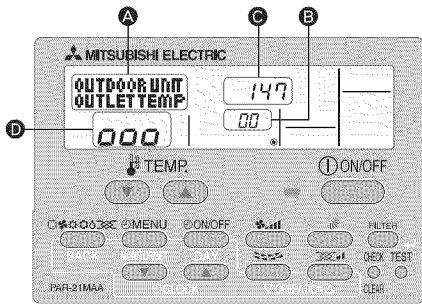 A
C
B
MITSUBISHI ELECTRIC
OUTDOOR UNIT
OUTLET TEMP
147
00
D
000
TEMP.
ON/OFF
MENU
ON/OFF
FILTER
BACK
DAY
CHECK TEST
PAR-21MAA
CLOCK
OPERATION
CLEAR